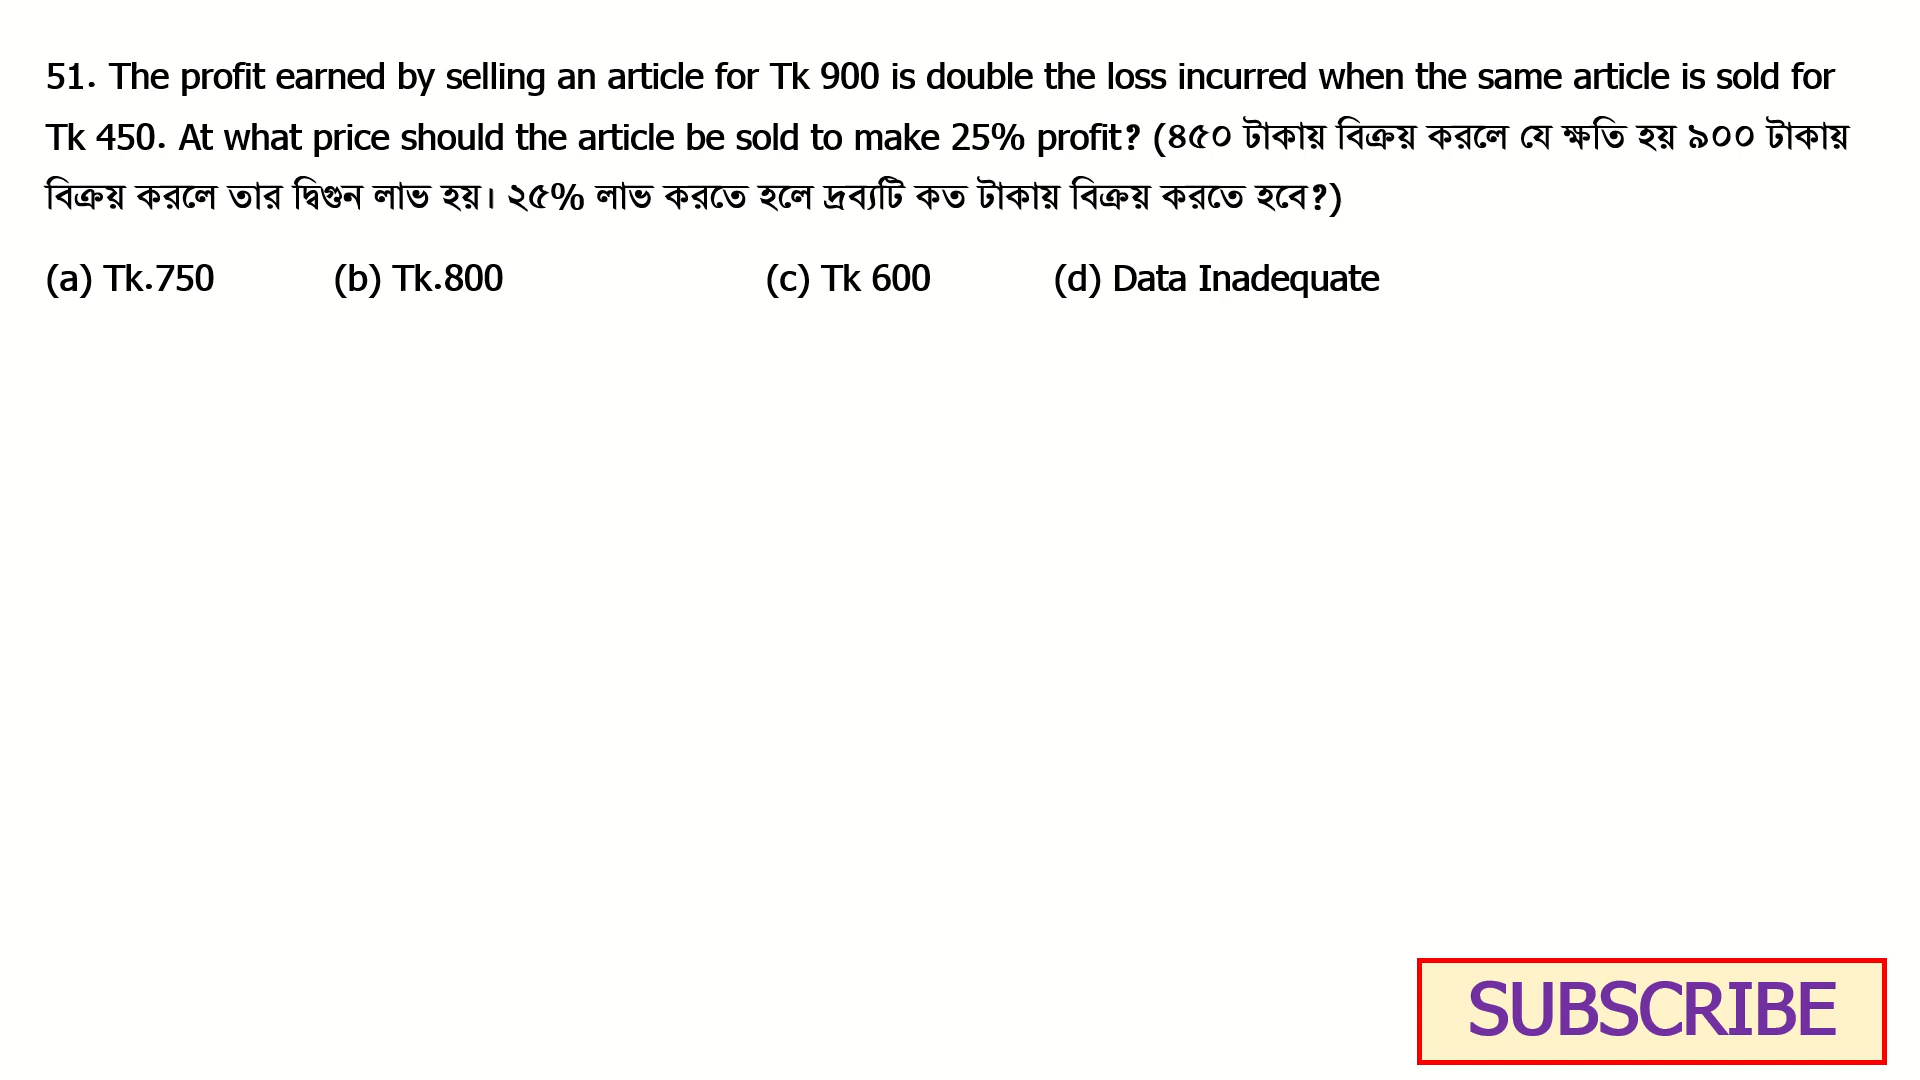 51. The profit earned by selling an article for Tk 900 is double the loss incurred when the same article is sold for
Tk 450. At what price should the article be sold to make 25% profit? (৪৫০ টাকায় বিক্রয় করলে যে ক্ষতি হয় ৯০০ টাকায়
বিক্রয় করলে তার দ্বিগুন লাভ হয়। ২৫% লাভ করতে হলে দ্রব্যটি কত টাকায় বিক্রয় করতে হবে?)
(a) Tk.750 (b) Tk.800 (c) Tk 600 (d) Data Inadequate
SUBSCRIBE